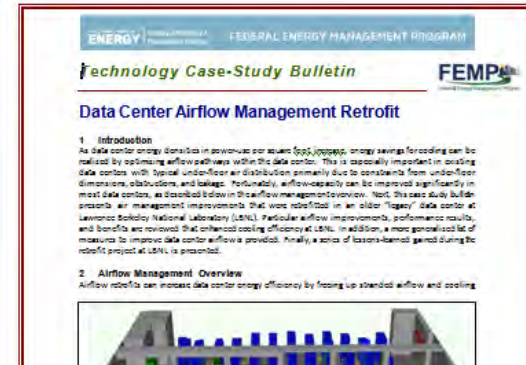 ENERGY
FEDERAL ENERGY MANAGEMENT PROGRAM
Technology Case-Study Bulletin
FEMP
Data Center Airflow Management Retrofit
1 Introduction
As data center energy densities in power-use per square foot increase, energy savings for cooling can be
realized by optimizing airflow pathways within the data center. This is especially important in existing
data centers with typical under-floor air distribution primarily due to constraints from under-floor
dimensions, obstructions, and leakage. Fortunately, airflow-capacity can be improved significantly in
most data centers, as described below in the airflow management overview. Next, this case study bulletin
presents air management improvements that were retrofitted in an older "legacy" data center at
Lawrence Berkeley National Laboratory (LBNL). Particular airflow improvements, performance results,
and benefits are reviewed that enhanced cooling efficiency at LBNL. In addition, a more generalized list of
measures to improve data center airflow is provided. Finally, a series of lessons-learned gained during the
retrofit project at LBNL is presented.
2 Airflow Management Overview
Airflow retrofits can increase data center energy efficiency by freeing up stranded airflow and cooling